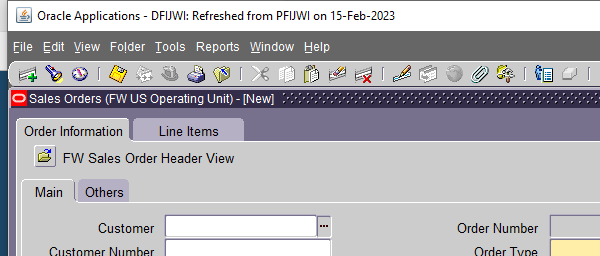 Oracle Applications - DFIJWI: Refreshed from PFIJWI on 15-Feb-2023
File Edit View Folder Tools Reports Window Help
Sales Orders (FW US Operating Unit) - [New]
Order Information Line Items
FW Sales Order Header View
Main Others
Customer ... Order Number
Customer Number Order Type